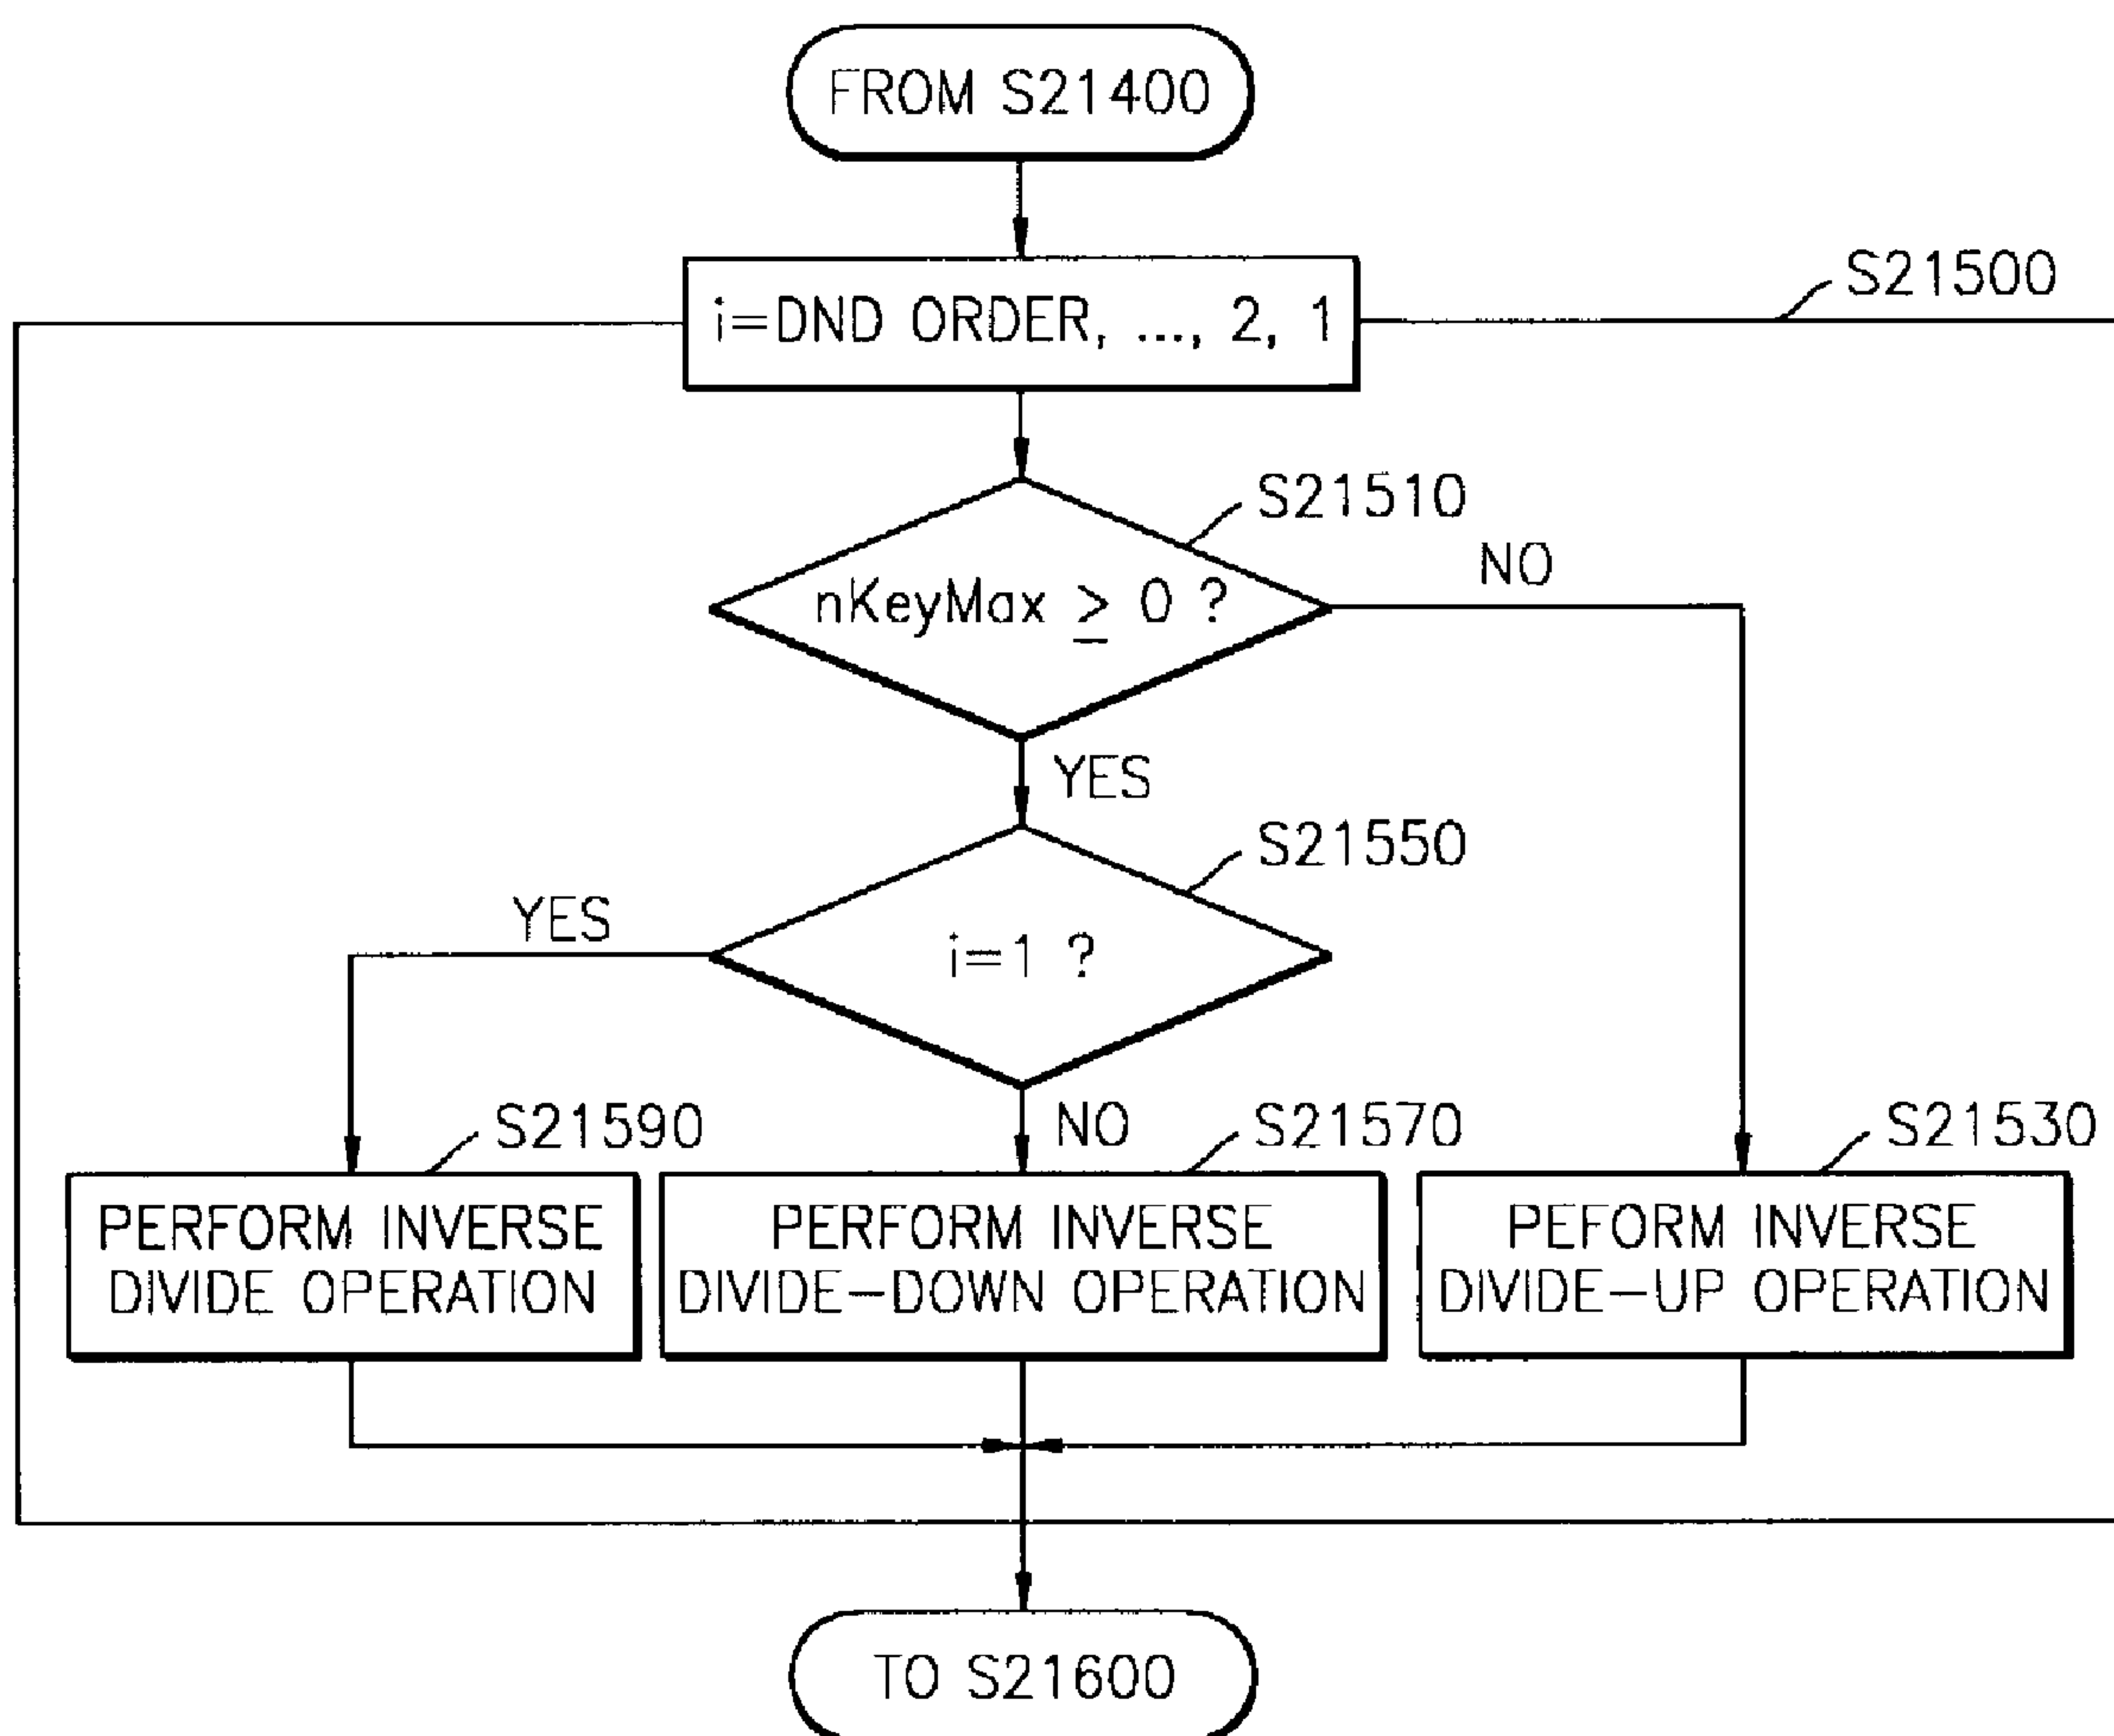 FROM S21400
S21500
i=DND ORDER, ..., 2, 1
S21510
NO
nKeyMax ≥ 0 ?
YES
S21550
YES
i=1 ?
S21590
NO
S21570
S21530
PERFORM INVERSE
DIVIDE OPERATION
PERFORM INVERSE
DIVIDE-DOWN OPERATION
PEFORM INVERSE
DIVIDE-UP OPERATION
TO S21600